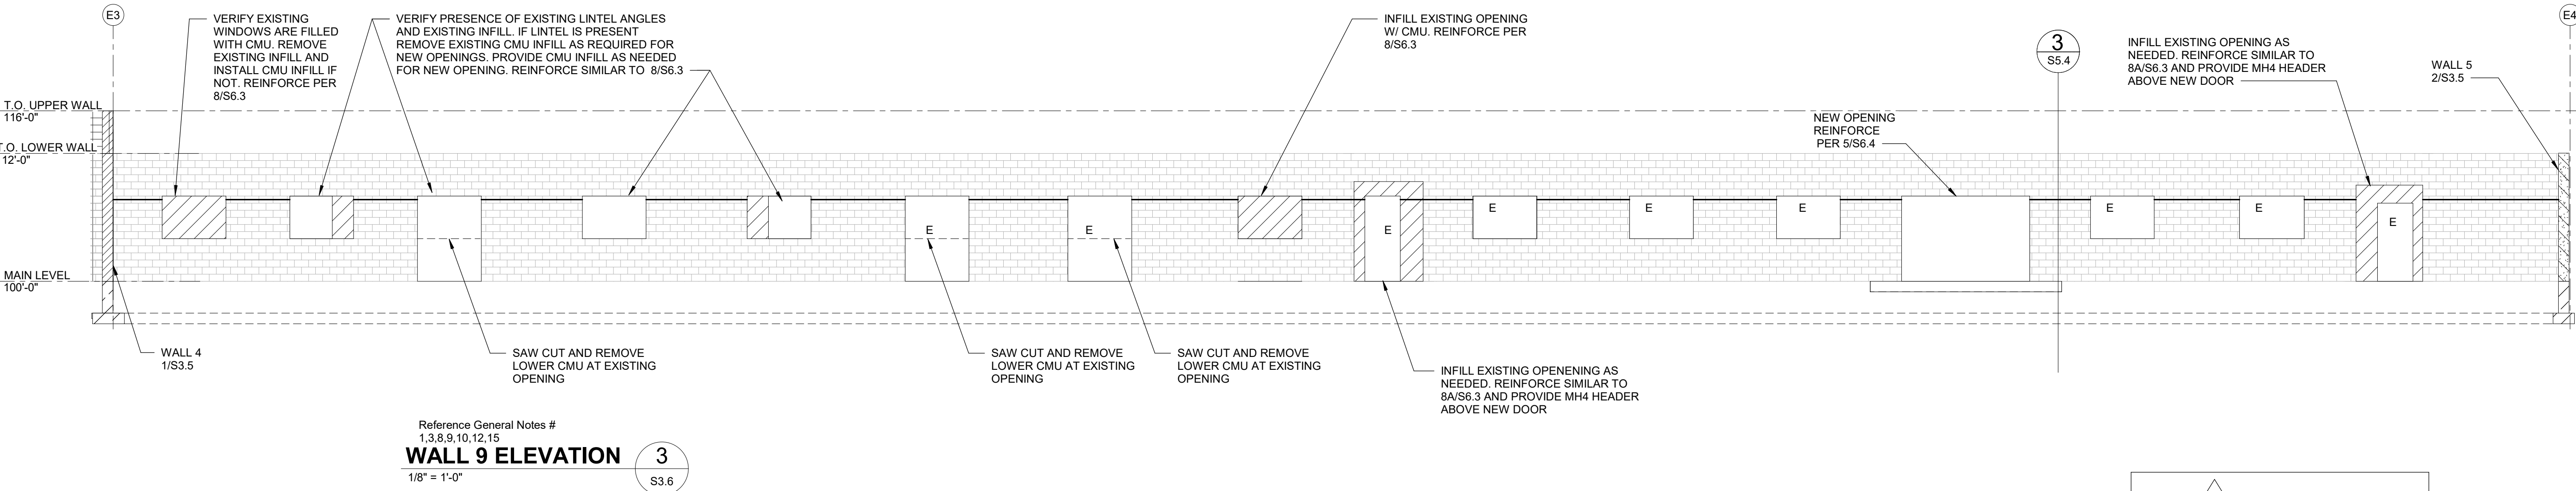 E3
E4
VERIFY EXISTING
WINDOWS ARE FILLED
WITH CMU. REMOVE
EXISTING INFILL AND
INSTALL CMU INFILL IF
NOT. REINFORCE PER
8/S6.3
VERIFY PRESENCE OF EXISTING LINTEL ANGLES
AND EXISTING INFILL. IF LINTEL IS PRESENT
REMOVE EXISTING CMU INFILL AS REQUIRED FOR
NEW OPENINGS. PROVIDE CMU INFILL AS NEEDED
FOR NEW OPENING. REINFORCE SIMILAR TO 8/S6.3
INFILL EXISTING OPENING
W/ CMU. REINFORCE PER
8/S6.3
3
S5.4
INFILL EXISTING OPENING AS
NEEDED. REINFORCE SIMILAR TO
8A/S6.3 AND PROVIDE MH4 HEADER
ABOVE NEW DOOR
WALL 5
2/S3.5
T.O. UPPER WALL
116'-0"
T.O. LOWER WALL
12'-0"
NEW OPENING
REINFORCE
PER 5/S6.4
E
E
E
E
E
E
E
E
E
MAIN LEVEL
100'-0"
WALL 4
1/S3.5
SAW CUT AND REMOVE
LOWER CMU AT EXISTING
OPENING
SAW CUT AND REMOVE
LOWER CMU AT EXISTING
OPENING
SAW CUT AND REMOVE
LOWER CMU AT EXISTING
OPENING
INFILL EXISTING OPENENING AS
NEEDED. REINFORCE SIMILAR TO
8A/S6.3 AND PROVIDE MH4 HEADER
ABOVE NEW DOOR
Reference General Notes #
1,3,8,9,10,12,15
WALL 9 ELEVATION
3
S3.6
1/8" = 1'-0"